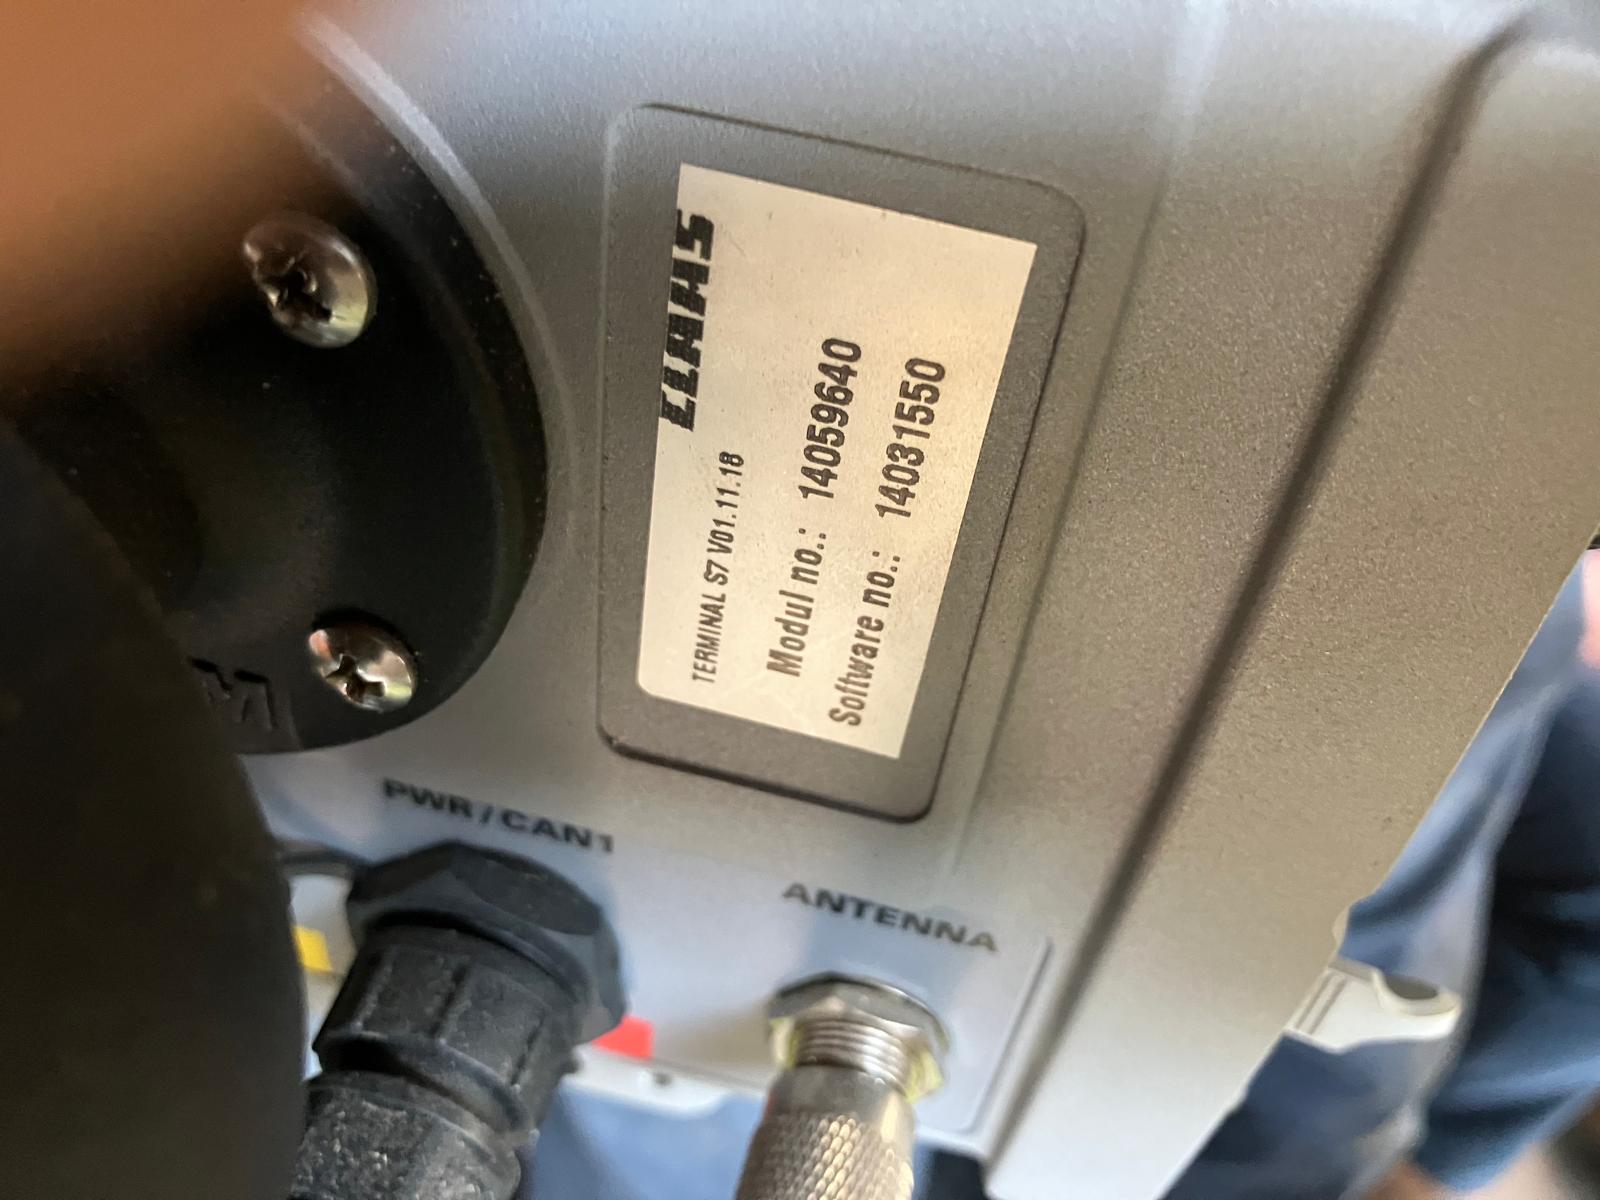 CLAAS
TERMINAL S7 V01.11.18
Modul no.: 14059640
Software no.: 14031550
PWR/CAN1
ANTENNA